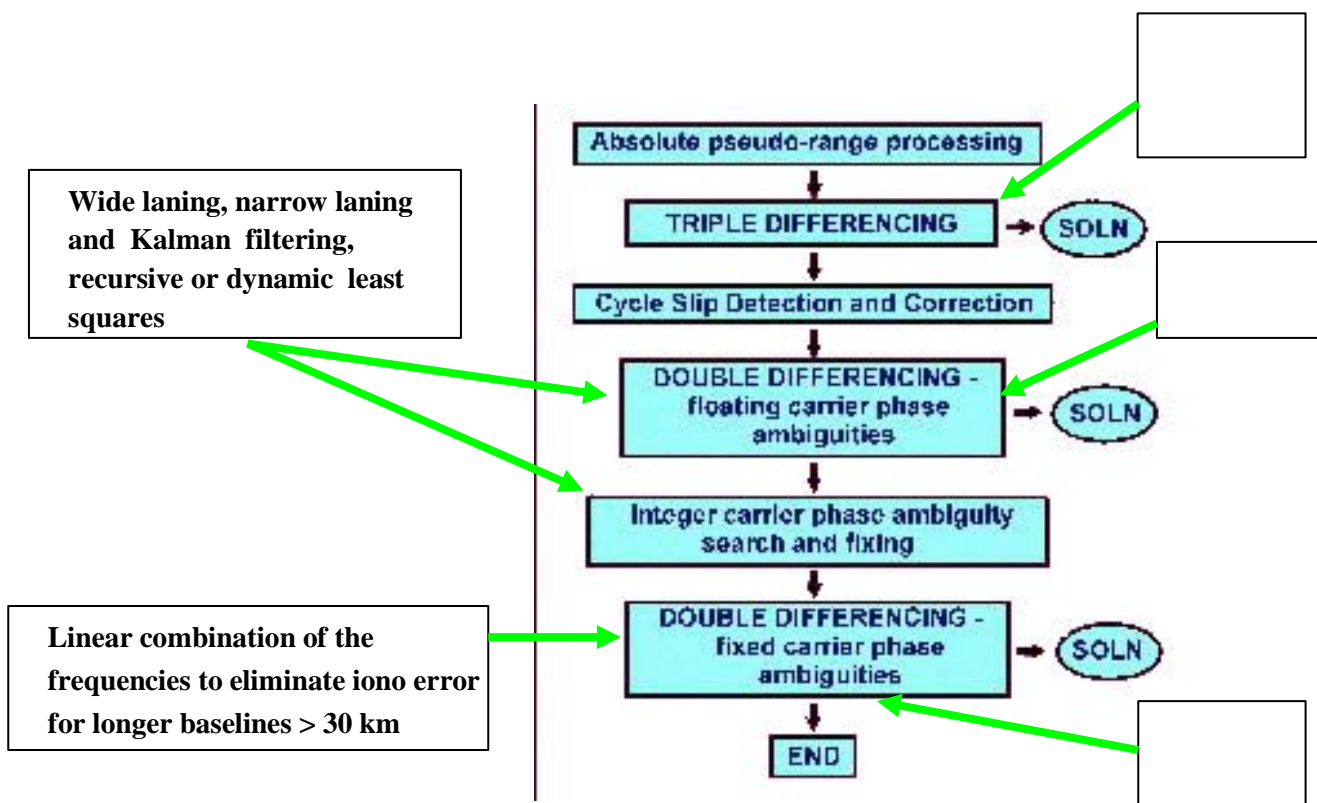 Absolute pseudo-range processing
Wide laning, narrow laning
and Kalman filtering,
recursive or dynamic least
squares
TRIPLE DIFFERENCING
SOLN
Cycle Slip Detection and Correction
DOUBLE DIFFERENCING -
floating carrier phase
ambiguities
SOLN
Integer carrier phase ambiguity
search and fixing
Linear combination of the
frequencies to eliminate iono error
for longer baselines > 30 km
DOUBLE DIFFERENCING -
fixed carrier phase
ambiguities
SOLN
END